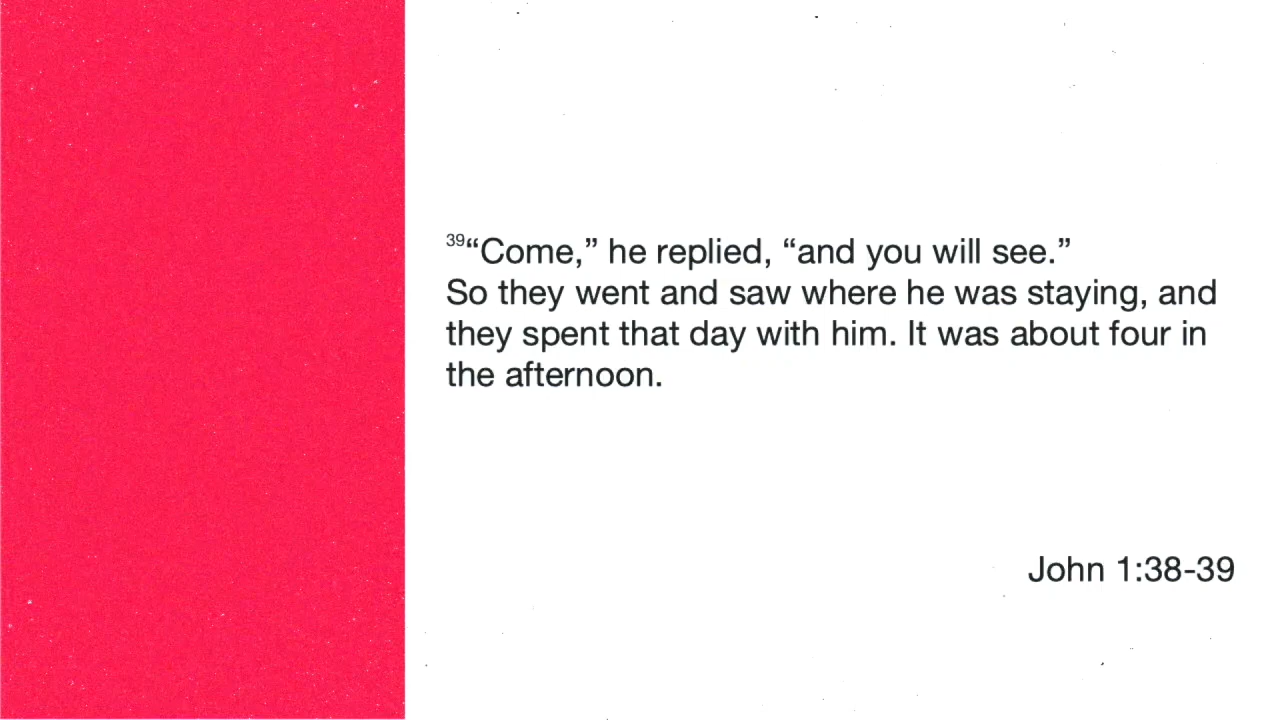 39“Come,” he replied, “and you will see.”
So they went and saw where he was staying, and
they spent that day with him. It was about four in
the afternoon.
John 1:38-39